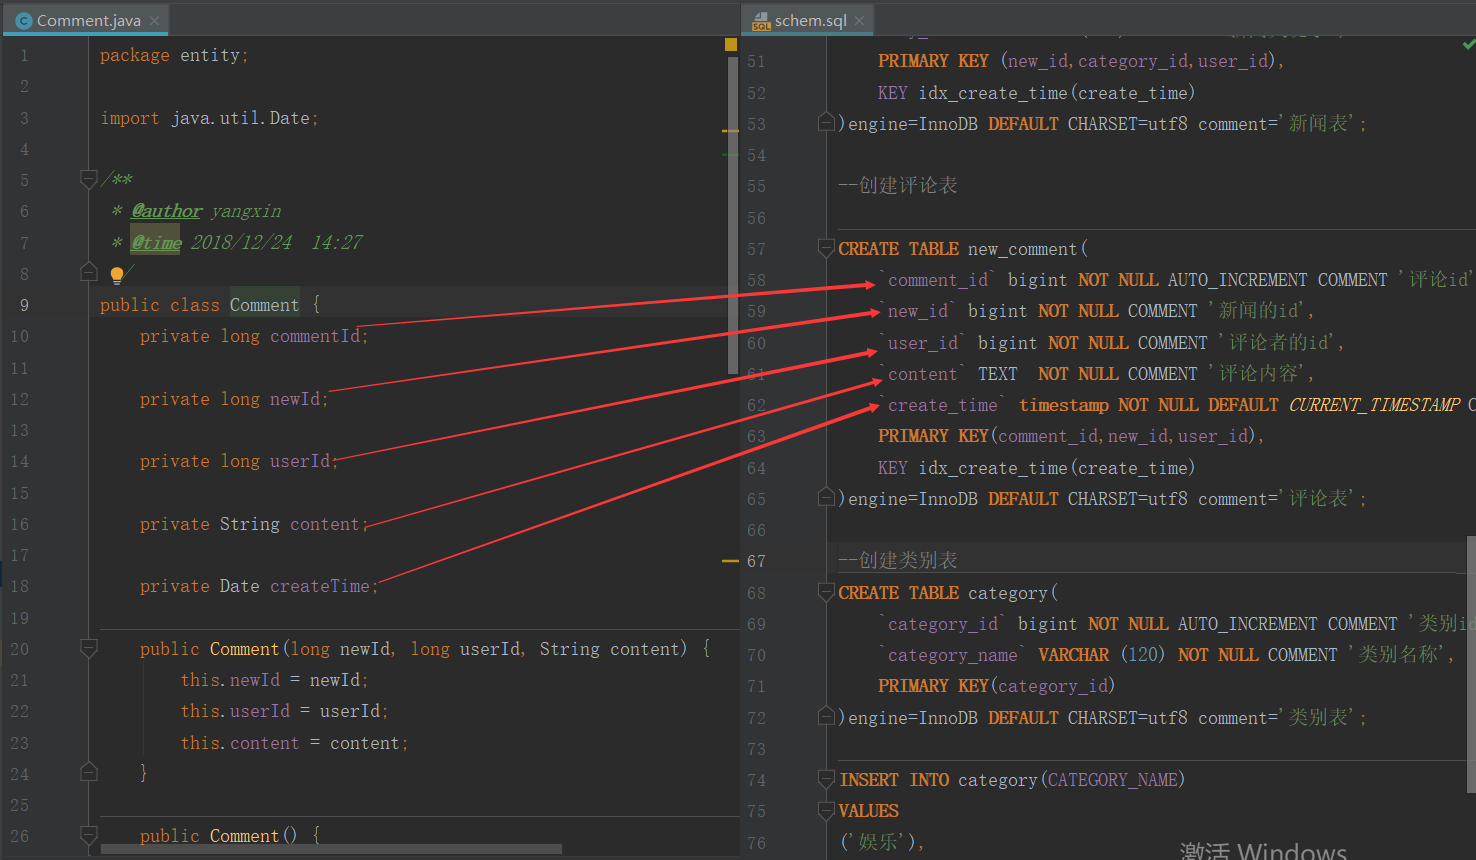 Comment.java
1 package entity;
2
3 import java.util.Date;
4
5 /**
6 * @author yangxin
7 * @time 2018/12/24 14:27
8 /
9 public class Comment {
10 private long commentId;
11
12 private long newId;
13
14 private long userId;
15
16 private String content;
17
18 private Date createTime;
19
20 public Comment(long newId, long userId, String content) {
21 this.newId = newId;
22 this.userId = userId;
23 this.content = content;
24 }
25
26 public Comment() {
schem.sql
51 PRIMARY KEY (new_id,category_id,user_id),
52 KEY idx_create_time(create_time)
53 )engine=InnoDB DEFAULT CHARSET=utf8 comment='新闻表';
54
55 --创建评论表
56
57 CREATE TABLE new_comment(
58 `comment_id` bigint NOT NULL AUTO_INCREMENT COMMENT '评论id'
59 `new_id` bigint NOT NULL COMMENT '新闻的id',
60 `user_id` bigint NOT NULL COMMENT '评论者的id',
61 `content` TEXT NOT NULL COMMENT '评论内容',
62 `create_time` timestamp NOT NULL DEFAULT CURRENT_TIMESTAMP C
63 PRIMARY KEY(comment_id,new_id,user_id),
64 KEY idx_create_time(create_time)
65 )engine=InnoDB DEFAULT CHARSET=utf8 comment='评论表';
66
67 --创建类别表
68 CREATE TABLE category(
69 `category_id` bigint NOT NULL AUTO_INCREMENT COMMENT '类别id
70 `category_name` VARCHAR (120) NOT NULL COMMENT '类别名称',
71 PRIMARY KEY(category_id)
72 )engine=InnoDB DEFAULT CHARSET=utf8 comment='类别表';
73
74 INSERT INTO category(CATEGORY_NAME)
75 VALUES
76 ('娱乐'),
激活 Windows